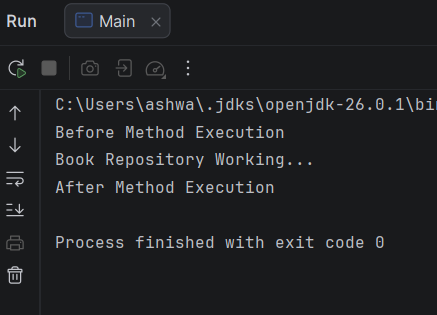 Run
Main
C:\Users\ashwa\.jdks\openjdk-26.0.1\bin
Before Method Execution
Book Repository Working...
After Method Execution
Process finished with exit code 0